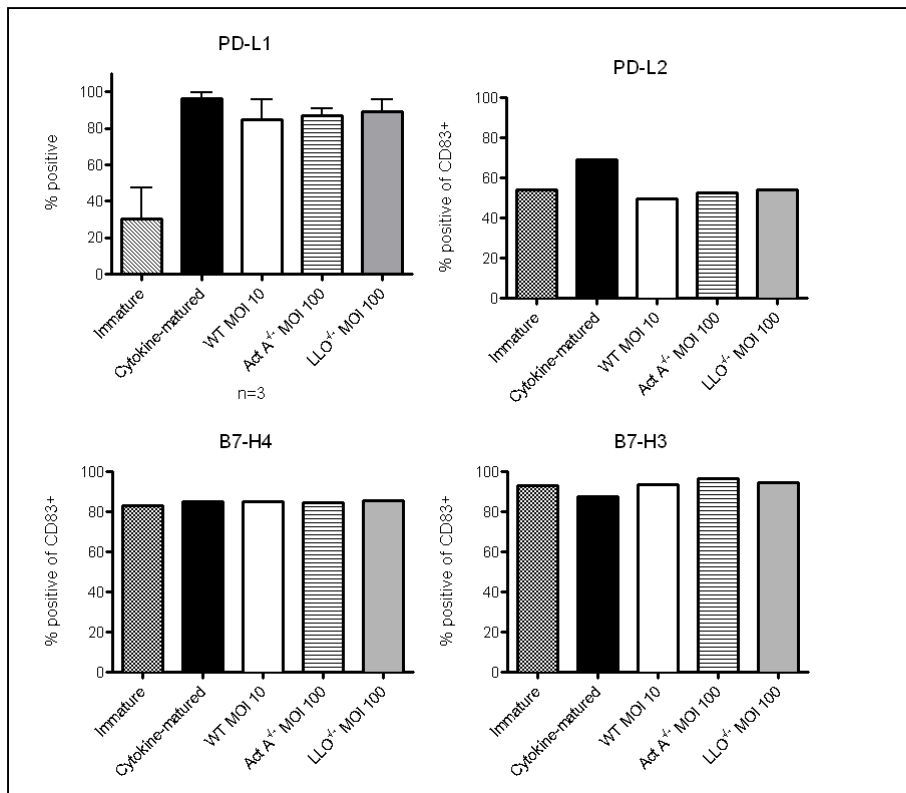 PD-L1
% positive
100
80
60
40
20
0
Immature
Cytokine-matured
WT MOI 10
Act A-/- MOI 100
LLO-/- MOI 100
n=3
PD-L2
% positive of CD83+
100
80
60
40
20
0
Immature
Cytokine-matured
WT MOI 10
Act A-/- MOI 100
LLO-/- MOI 100
B7-H4
% positive of CD83+
100
80
60
40
20
0
Immature
Cytokine-matured
WT MOI 10
Act A-/- MOI 100
LLO-/- MOI 100
B7-H3
% positive of CD83+
100
80
60
40
20
0
Immature
Cytokine-matured
WT MOI 10
Act A-/- MOI 100
LLO-/- MOI 100